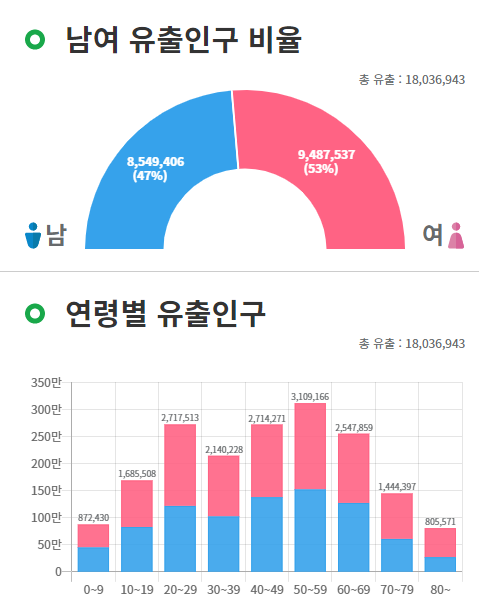 남여 유출인구 비율
총 유출 : 18,036,943
8,549,406
(47%)
9,487,537
(53%)
남
여
연령별 유출인구
총 유출 : 18,036,943
350만
300만
250만
200만
150만
100만
50만
0
872,430
1,685,508
2,717,513
2,140,228
2,714,271
3,109,166
2,547,859
1,444,397
805,571
0~9 10~19 20~29 30~39 40~49 50~59 60~69 70~79 80~